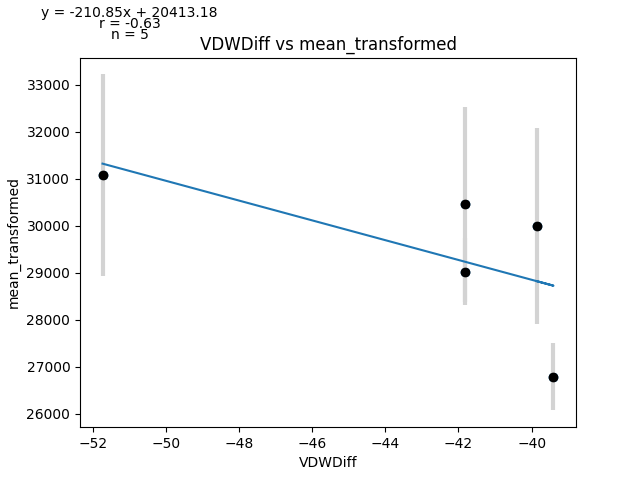 y = -210.85x + 20413.18
r = -0.63
n = 5
VDWDiff vs mean_transformed
33000
32000
31000
30000
29000
28000
27000
26000
mean_transformed
−52
−50
−48
−46
−44
−42
−40
VDWDiff